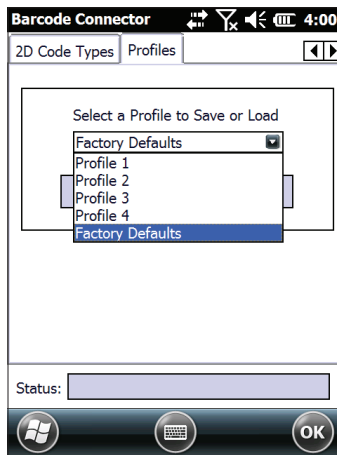 Barcode Connector 4:00
2D Code Types Profiles
Select a Profile to Save or Load
Factory Defaults
Profile 1
Profile 2
Profile 3
Profile 4
Factory Defaults
Status:
OK